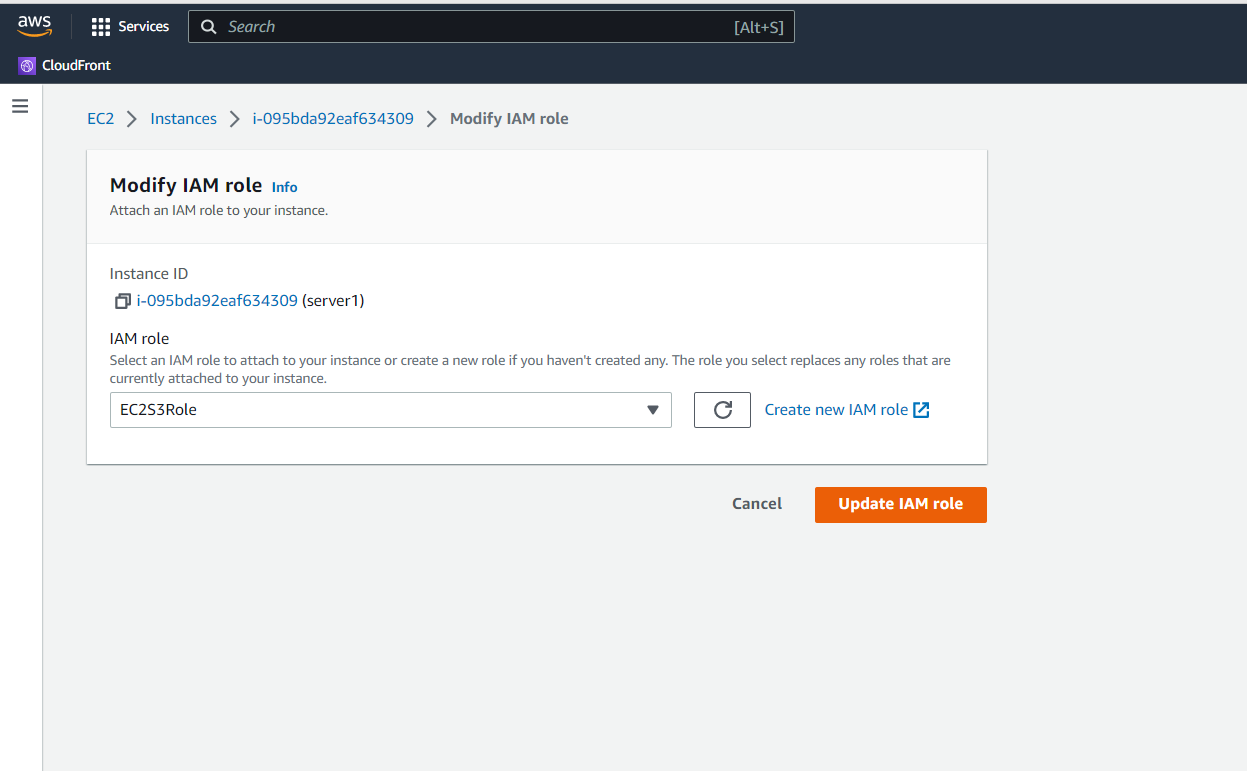 aws Services Search [Alt+S]
CloudFront
EC2 Instances i-095bda92eaf634309 Modify IAM role
Modify IAM role Info
Attach an IAM role to your instance.
Instance ID
i-095bda92eaf634309 (server1)
IAM role
Select an IAM role to attach to your instance or create a new role if you haven't created any. The role you select replaces any roles that are
currently attached to your instance.
EC2S3Role Create new IAM role
Cancel Update IAM role